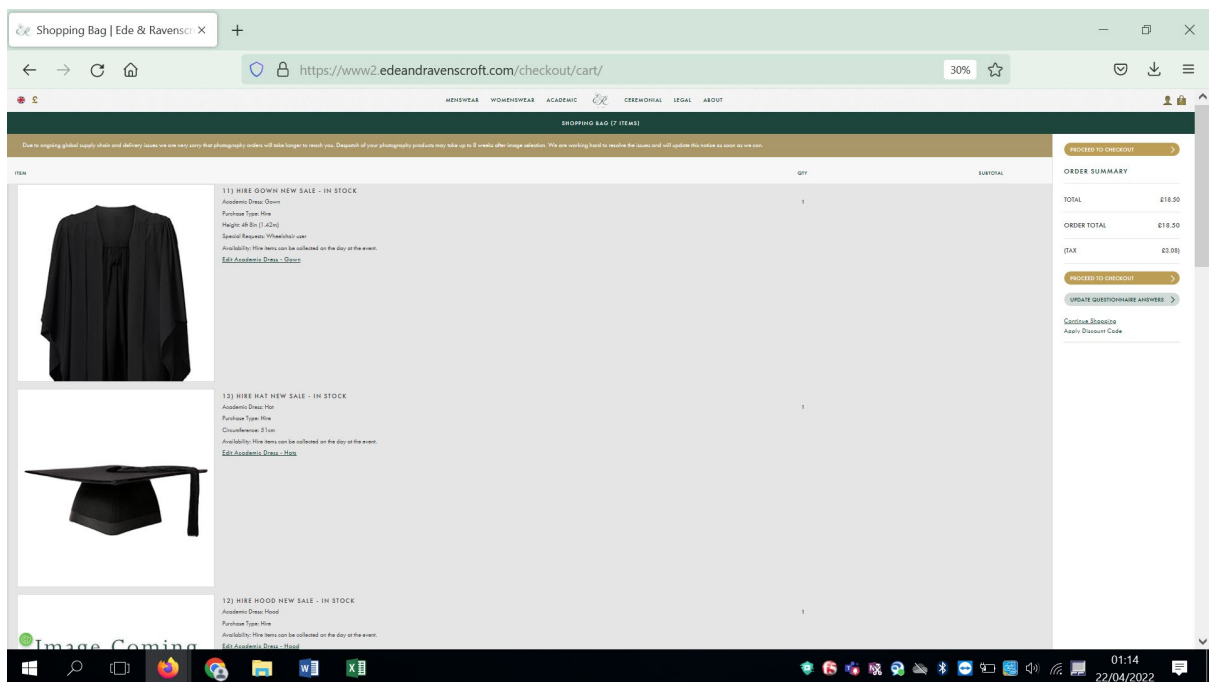 Shopping Bag | Ede & Ravenscro
https://www2.edeandravenscroft.com/checkout/cart/
30%
£
MENSWEAR WOMENSWEAR ACADEMIC ER CEREMONIAL LEGAL ABOUT
SHOPPING BAG (7 ITEMS)
Due to ongoing global supply chain and delivery issues we are very sorry that photography orders will take longer to reach you. Despatch of your photography products may take up to 8 weeks after image selection. We are working hard to resolve the issues and will update this notice as soon as we can.
PROCEED TO CHECKOUT
ITEM QTY SUBTOTAL
ORDER SUMMARY
TOTAL £18.50
ORDER TOTAL £18.50
(TAX £3.08)
PROCEED TO CHECKOUT
UPDATE QUESTIONNAIRE ANSWERS
Continue Shopping
Apply Discount Code
11) HIRE GOWN NEW SALE - IN STOCK
Academic Dress: Gown 1
Purchase Type: Hire
Height: 4ft 8in (1.42m)
Special Requests: Wheelchair user
Availability: Hire items can be collected on the day at the event.
Edit Academic Dress - Gown
13) HIRE HAT NEW SALE - IN STOCK
Academic Dress: Hat 1
Purchase Type: Hire
Circumference: 51cm
Availability: Hire items can be collected on the day at the event.
Edit Academic Dress - Hats
12) HIRE HOOD NEW SALE - IN STOCK
Academic Dress: Hood 1
Purchase Type: Hire
Availability: Hire items can be collected on the day at the event.
Edit Academic Dress - Hood
Image Coming
01:14
22/04/2022